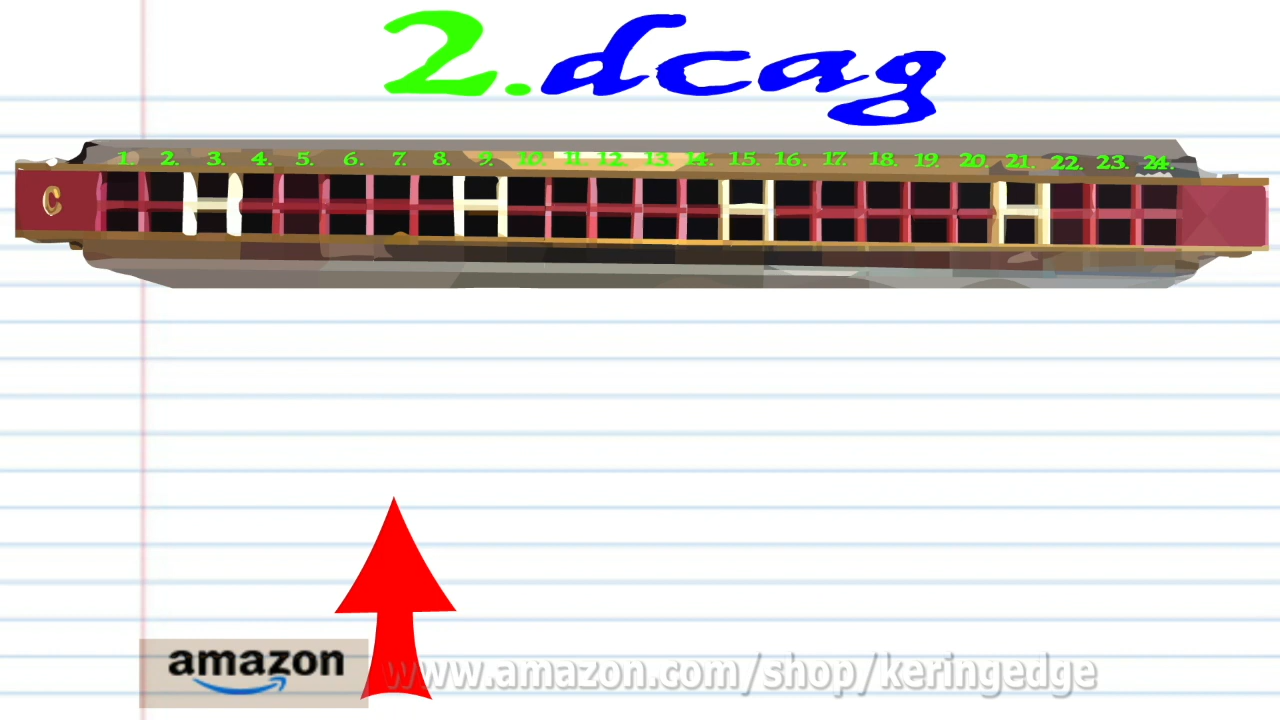 2.dcag
1. 2. 3. 4. 5. 6. 7. 8. 9. 10. 11. 12. 13. 14. 15. 16. 17. 18. 19. 20. 21. 22. 23. 24.
C
amazon www.amazon.com/shop/keringedge